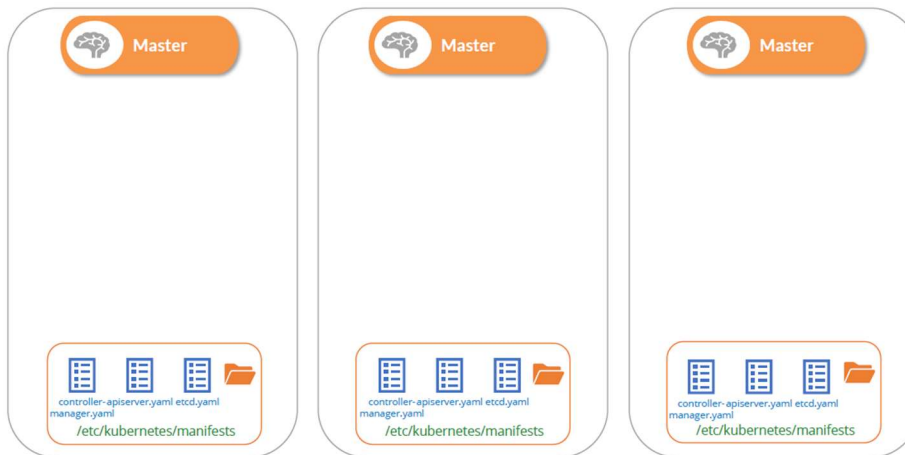 Master
controller- apiserver.yaml etcd.yaml
manager.yaml
/etc/kubernetes/manifests
Master
controller- apiserver.yaml etcd.yaml
manager.yaml
/etc/kubernetes/manifests
Master
controller- apiserver.yaml etcd.yaml
manager.yaml
/etc/kubernetes/manifests